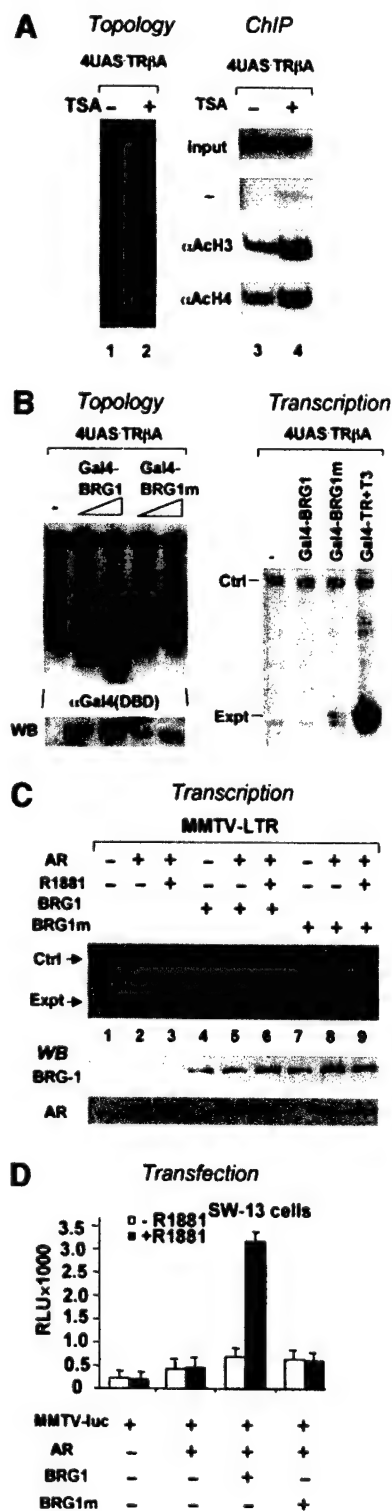 A Topology ChIP
4UAS·TRβA 4UAS·TRβA
TSA – + TSA – +
input
–
αAcH3
αAcH4
1 2 3 4
B Topology Transcription
4UAS·TRβA 4UAS·TRβA
- Gal4-BRG1 Gal4-BRG1m
- Gal4-BRG1 Gal4-BRG1m Gal4-TR+T3
Ctrl
αGal4(DBD)
WB
Expt
C Transcription
MMTV-LTR
AR – + + – + + – + +
R1881 – – + – – + – – +
BRG1 + + +
BRG1m + + +
Ctrl
Expt
1 2 3 4 5 6 7 8 9
WB
BRG-1
AR
D Transfection
SW-13 cells
- R1881
+R1881
RLU×1000
3.5
3.0
2.5
2.0
1.5
1.0
0.5
0
MMTV-luc + + + +
AR – + + +
BRG1 – – + –
BRG1m – – – +